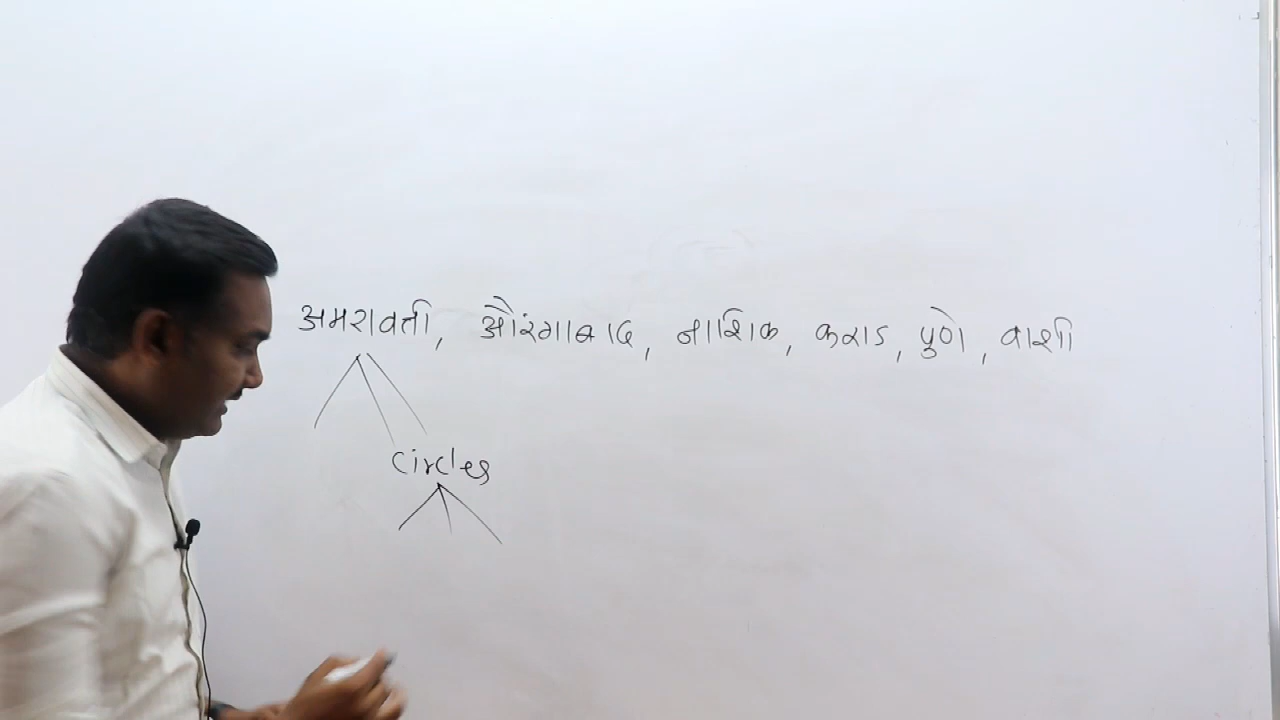 अमरावती, औरंगाबाद, नाशिक, कराड, पुणे, वाशी
Circles